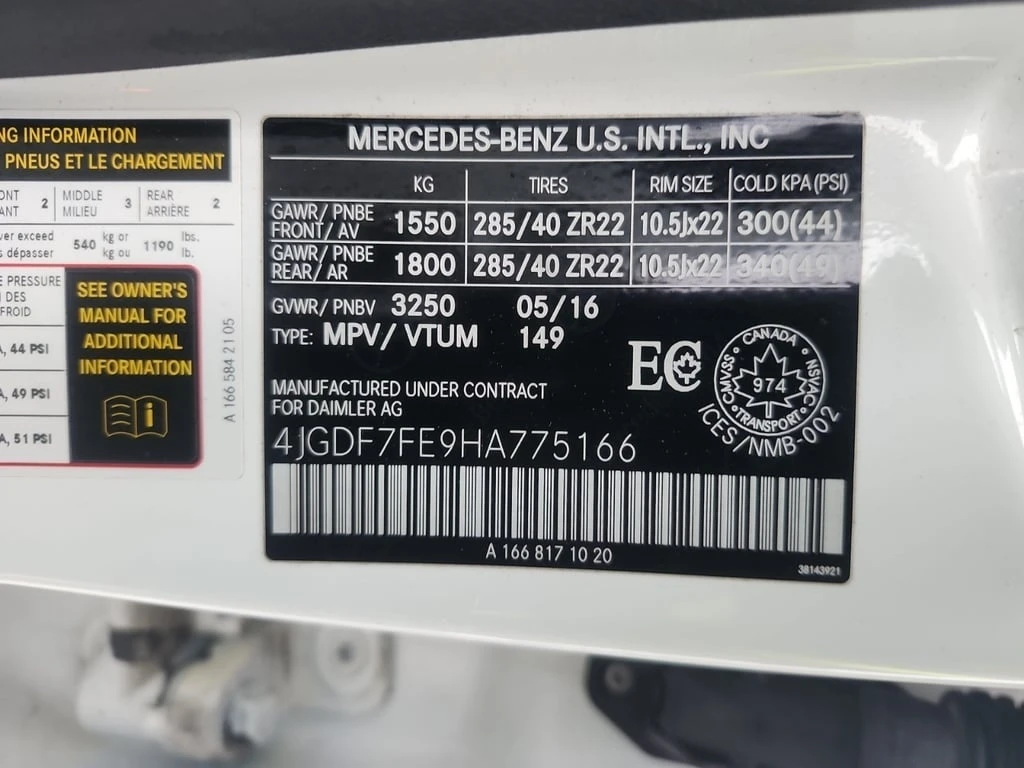 NG INFORMATION
PNEUS ET LE CHARGEMENT
ONT 2 MIDDLE 3 REAR 2
ANT MILIEU ARRIÈRE
ver exceed 540 kg or 1190 lbs.
s dépasser kg ou lb.
E PRESSURE
N DES
FROID
A, 44 PSI
A, 49 PSI
A, 51 PSI
SEE OWNER'S
MANUAL FOR
ADDITIONAL
INFORMATION
A 166 584 21 05
MERCEDES-BENZ U.S. INTL., INC
KG TIRES RIM SIZE COLD KPA (PSI)
GAWR/ PNBE
FRONT/ AV 1550 285/40 ZR22 10.5Jx22 300(44)
GAWR/ PNBE
REAR/ AR 1800 285/40 ZR22 10.5Jx22 340(49)
GVWR/ PNBV 3250 05/16
TYPE: MPV/ VTUM 149
EC
CANADA
CMVSS NSVAC
974
TRANSPORT
ICES/NMB-002
MANUFACTURED UNDER CONTRACT
FOR DAIMLER AG
4JGDF7FE9HA775166
A 166 817 10 20
38143921